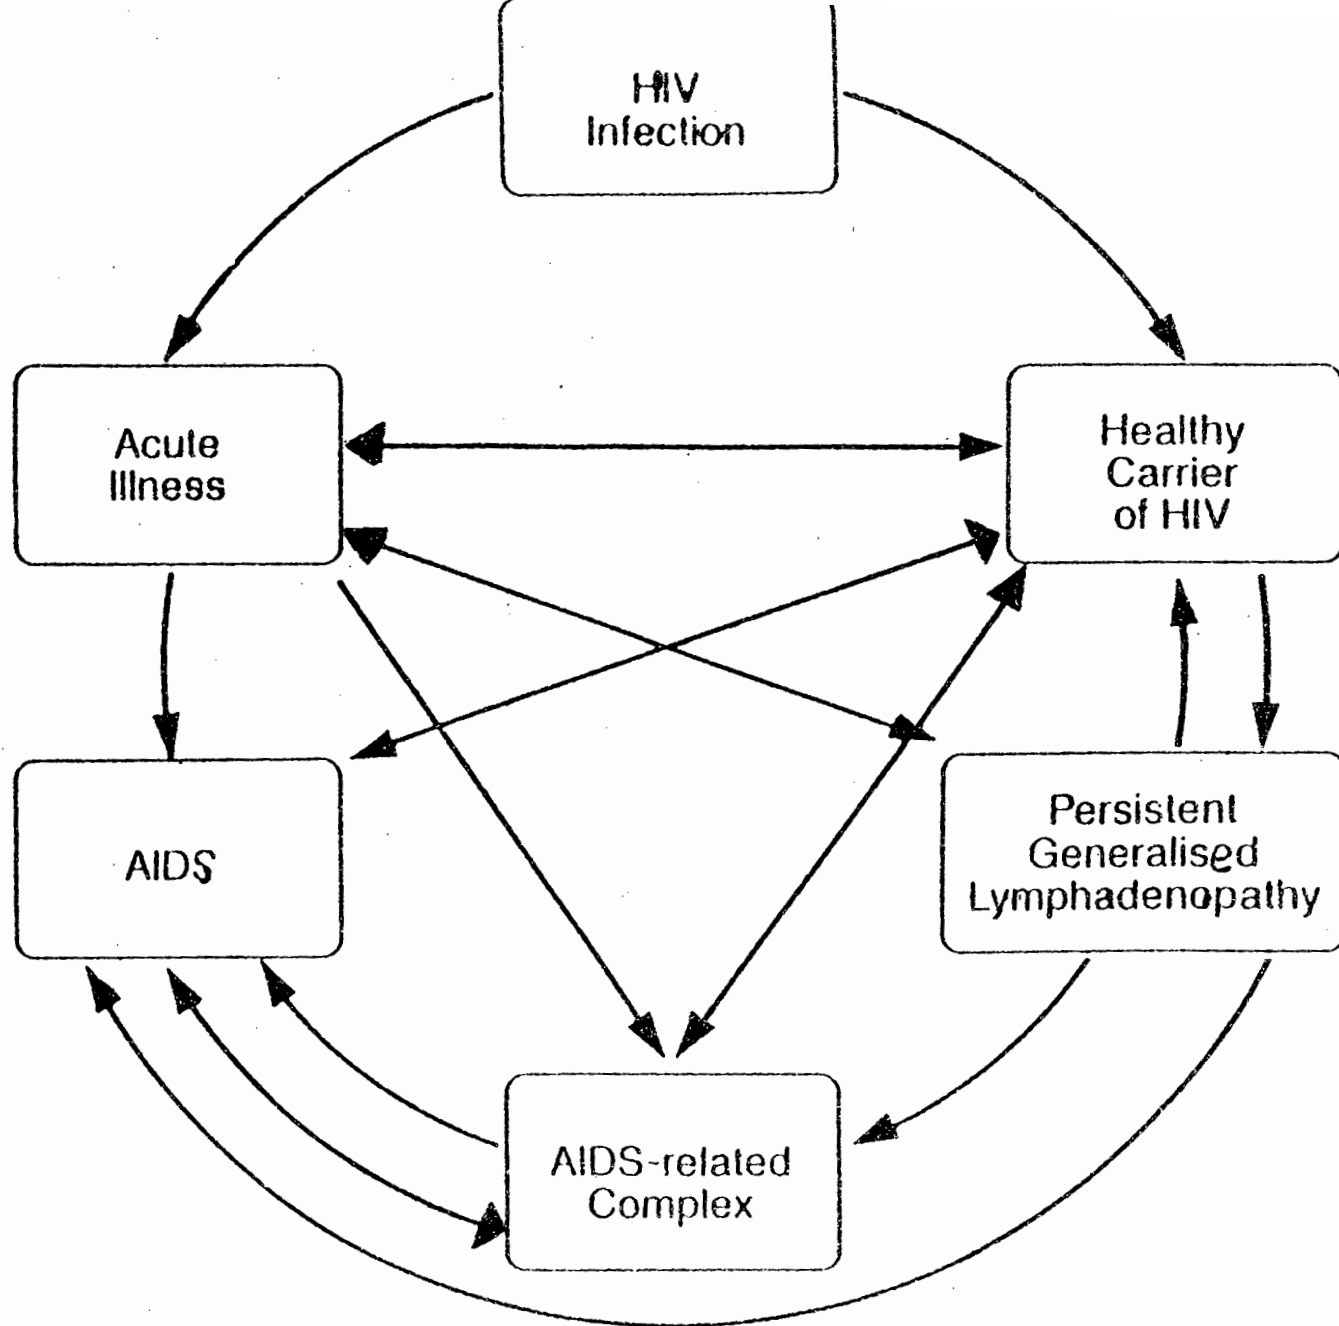 HIV
Infection
Acute
Illness
Healthy
Carrier
of HIV
AIDS
Persistent
Generalised
Lymphadenopathy
AIDS-related
Complex